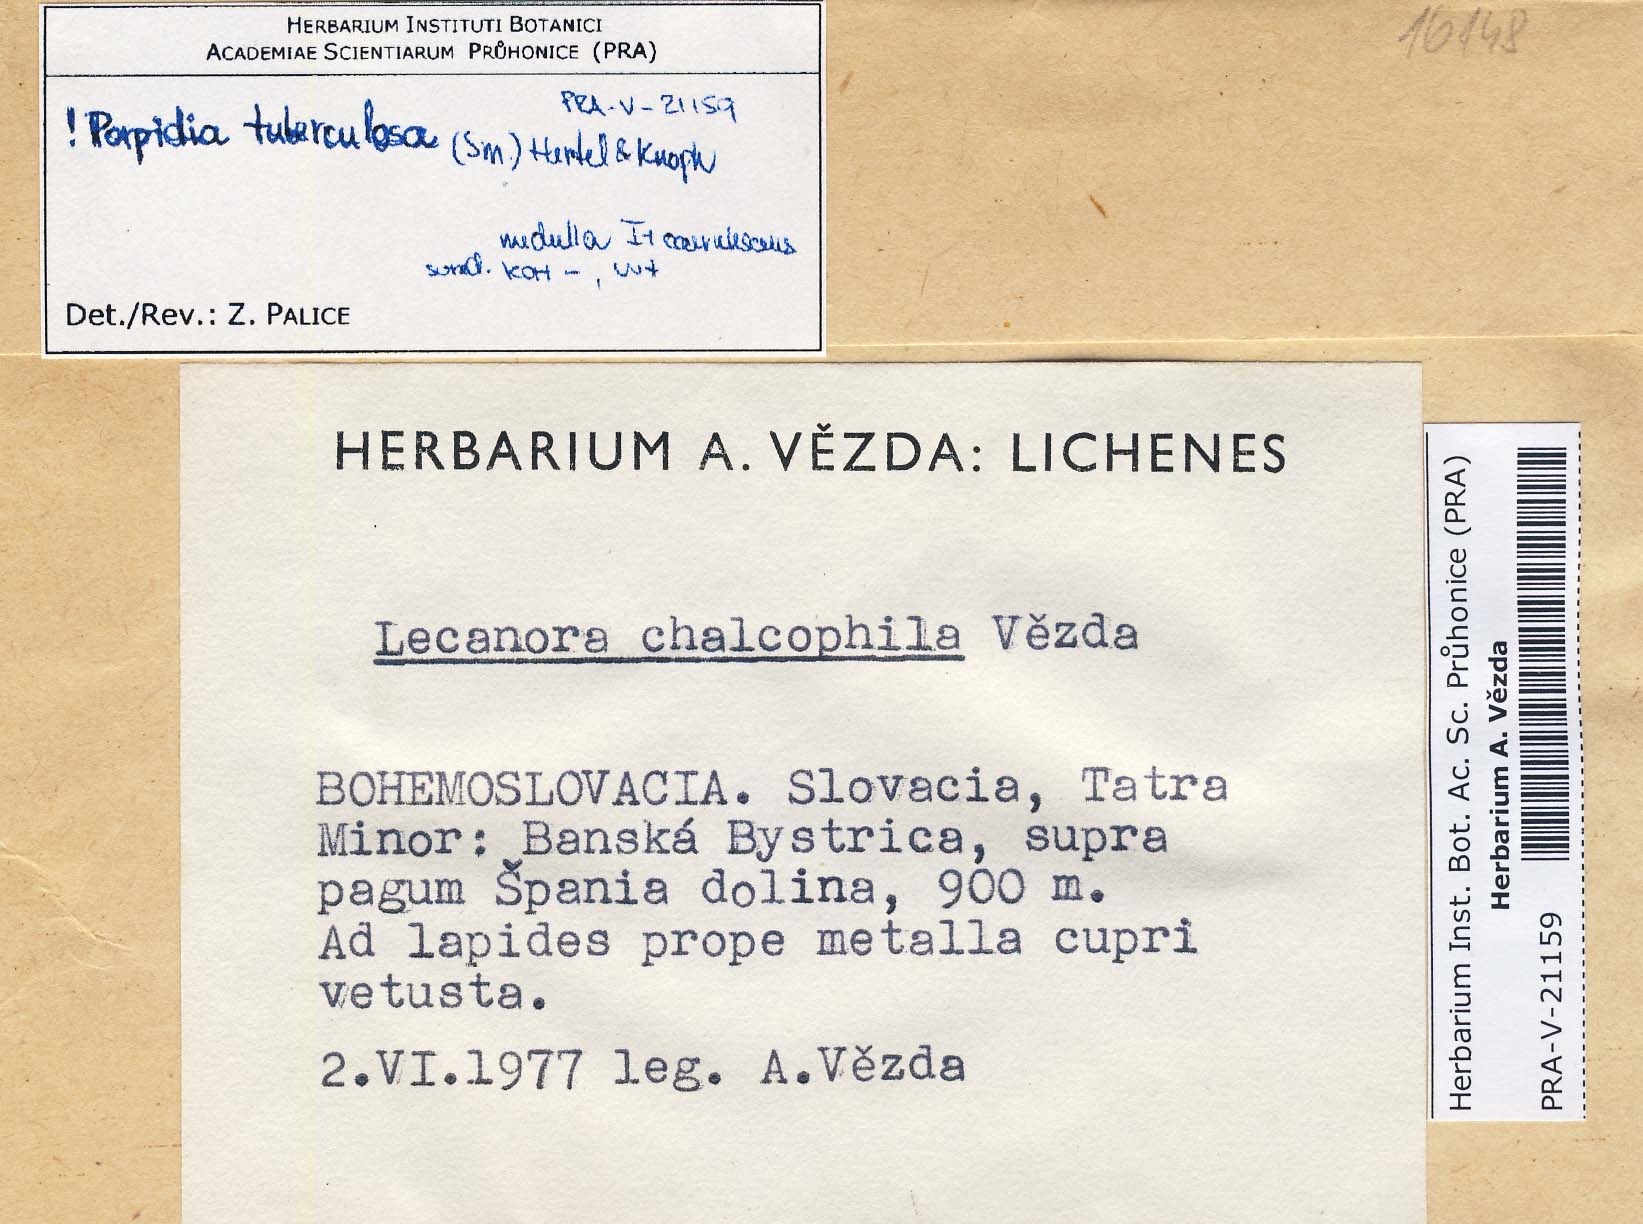 HERBARIUM INSTITUTI BOTANICI
ACADEMIAE SCIENTIARUM PRŮHONICE (PRA)
PRA-V-21159
! Porpidia tuberculosa (Sm.) Hertel & Knoph
medulla I+ coerulescens
KOH -, UV+
Det./Rev.: Z. PALICE
16148
HERBARIUM A. VĚZDA: LICHENES
Lecanora chalcophila Vězda
BOHEMOSLOVACIA. Slovacia, Tatra
Minor: Banská Bystrica, supra
pagum Špania dolina, 900 m.
Ad lapides prope metalla cupri
vetusta.
2.VI.1977 leg. A.Vězda
Herbarium Inst. Bot. Ac. Sc. Průhonice (PRA)
Herbarium A. Vězda
PRA-V-21159